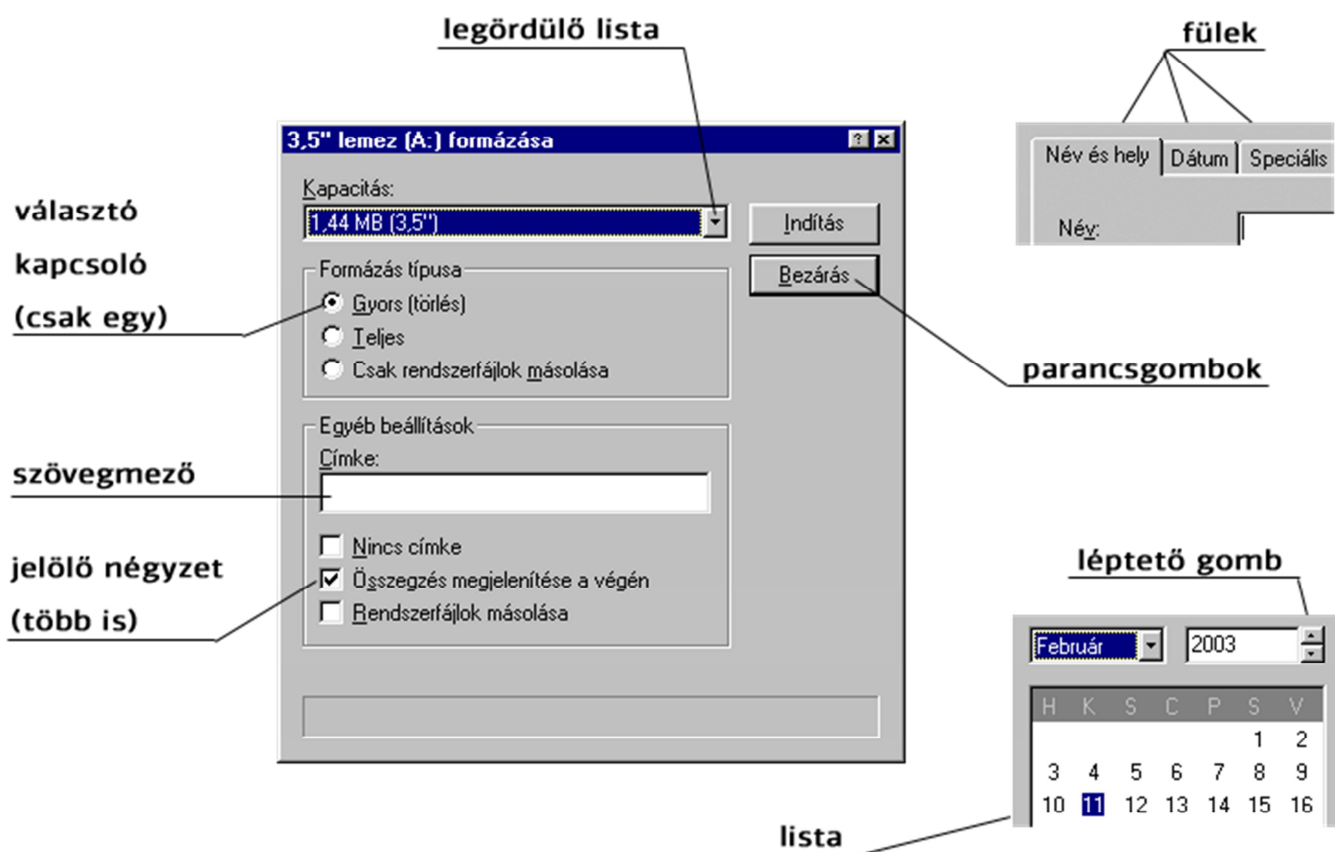 legördülő lista
fülek
3,5" lemez (A:) formázása
Kapacitás:
1,44 MB (3,5")
Indítás
Bezárás
Formázás típusa
Gyors (törlés)
Teljes
Csak rendszerfájlok másolása
Egyéb beállítások
Címke:
Nincs címke
Összegzés megjelenítése a végén
Rendszerfájlok másolása
választó
kapcsoló
(csak egy)
szövegmező
jelölő négyzet
(több is)
Név és hely Dátum Speciális
Név:
parancsgombok
léptető gomb
Február 2003
H K S C P S V
1 2
3 4 5 6 7 8 9
10 11 12 13 14 15 16
lista